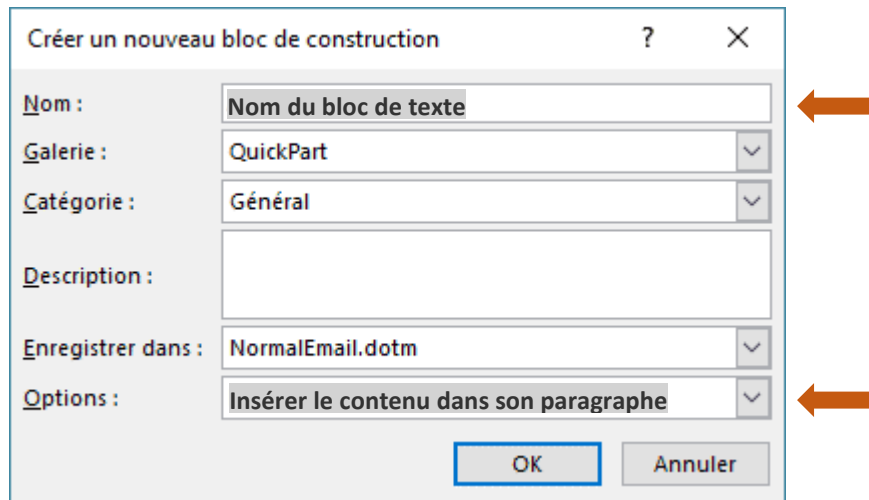 Créer un nouveau bloc de construction ?
Nom : Nom du bloc de texte
Galerie : QuickPart
Catégorie : Général
Description :
Enregistrer dans : NormalEmail.dotm
Options : Insérer le contenu dans son paragraphe
OK Annuler